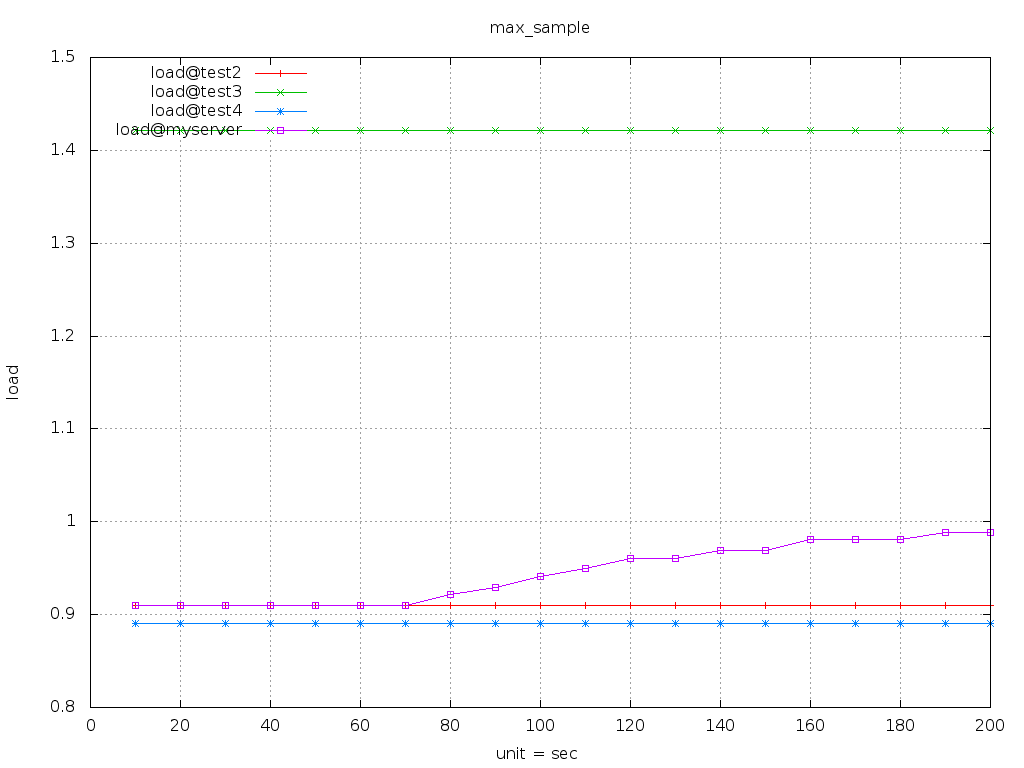 max_sample
1.5
load@test2
load@test3
load@test4
load@myserver
1.4
1.3
1.2
load
1.1
1
0.9
0.8
0 20 40 60 80 100 120 140 160 180 200
unit = sec